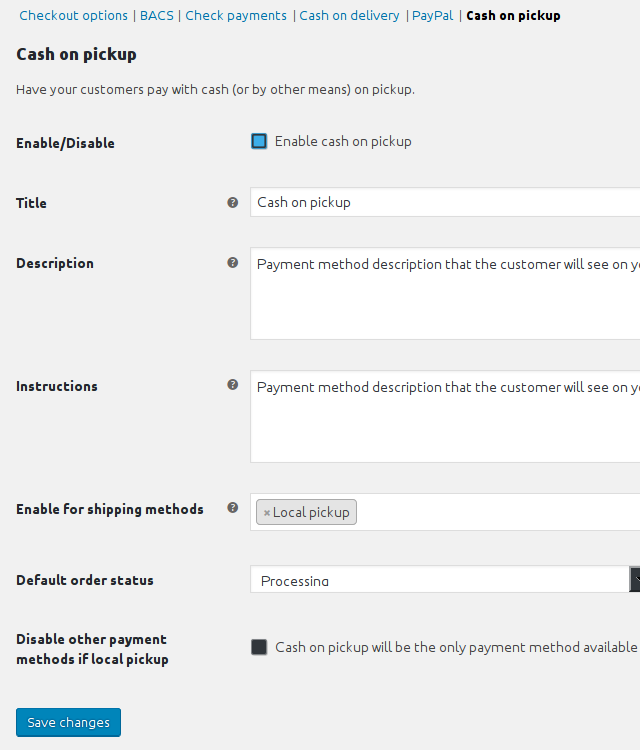 Checkout options | BACS | Check payments | Cash on delivery | PayPal | Cash on pickup
Cash on pickup
Have your customers pay with cash (or by other means) on pickup.
Enable/Disable
Enable cash on pickup
Title ? Cash on pickup
Description ? Payment method description that the customer will see on
Instructions ? Payment method description that the customer will see on
Enable for shipping methods ? × Local pickup
Default order status Processing
Disable other payment
methods if local pickup
Cash on pickup will be the only payment method available
Save changes